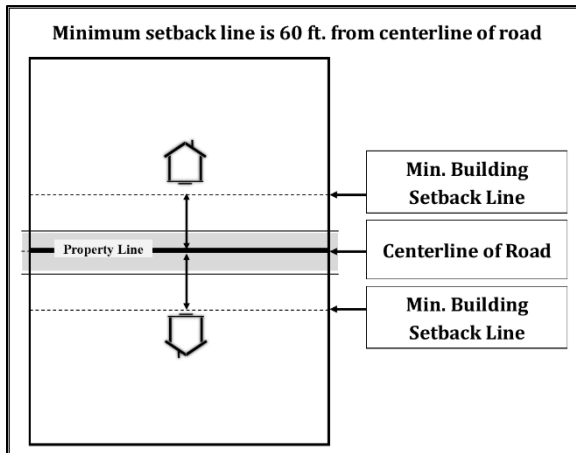 Minimum setback line is 60 ft. from centerline of road
Min. Building
Setback Line
Property Line
Centerline of Road
Min. Building
Setback Line